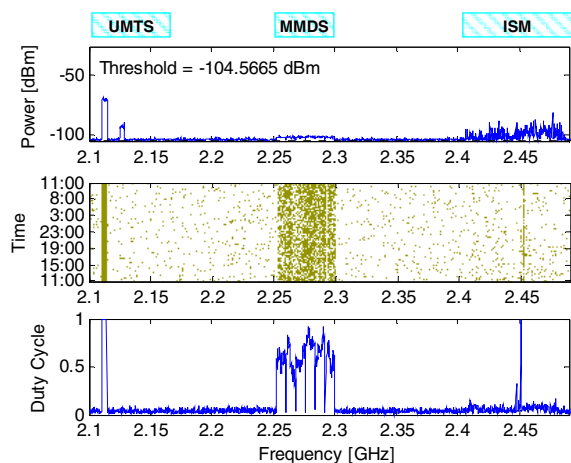 UMTS MMDS ISM
Threshold = -104.5665 dBm
Power [dBm]
-50
-100
2.1 2.15 2.2 2.25 2.3 2.35 2.4 2.45
Time
11:00
8:00
3:00
23:00
19:00
15:00
11:00
2.1 2.15 2.2 2.25 2.3 2.35 2.4 2.45
Duty Cycle
1
0.5
0
2.1 2.15 2.2 2.25 2.3 2.35 2.4 2.45
Frequency [GHz]